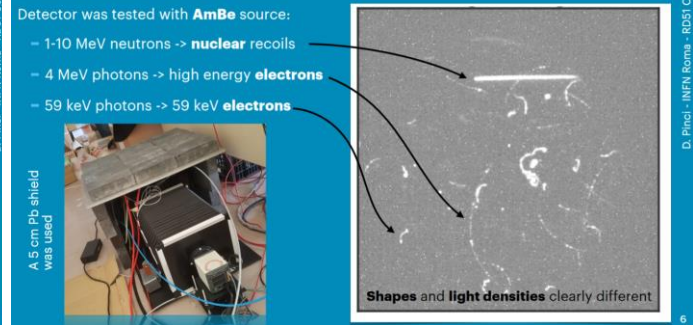 Detector was tested with AmBe source:
– 1-10 MeV neutrons -> nuclear recoils
– 4 MeV photons -> high energy electrons
– 59 keV photons -> 59 keV electrons
A 5 cm Pb shield
was used
Shapes and light densities clearly different
D. Pinci - INFN Roma - RD51 C
6